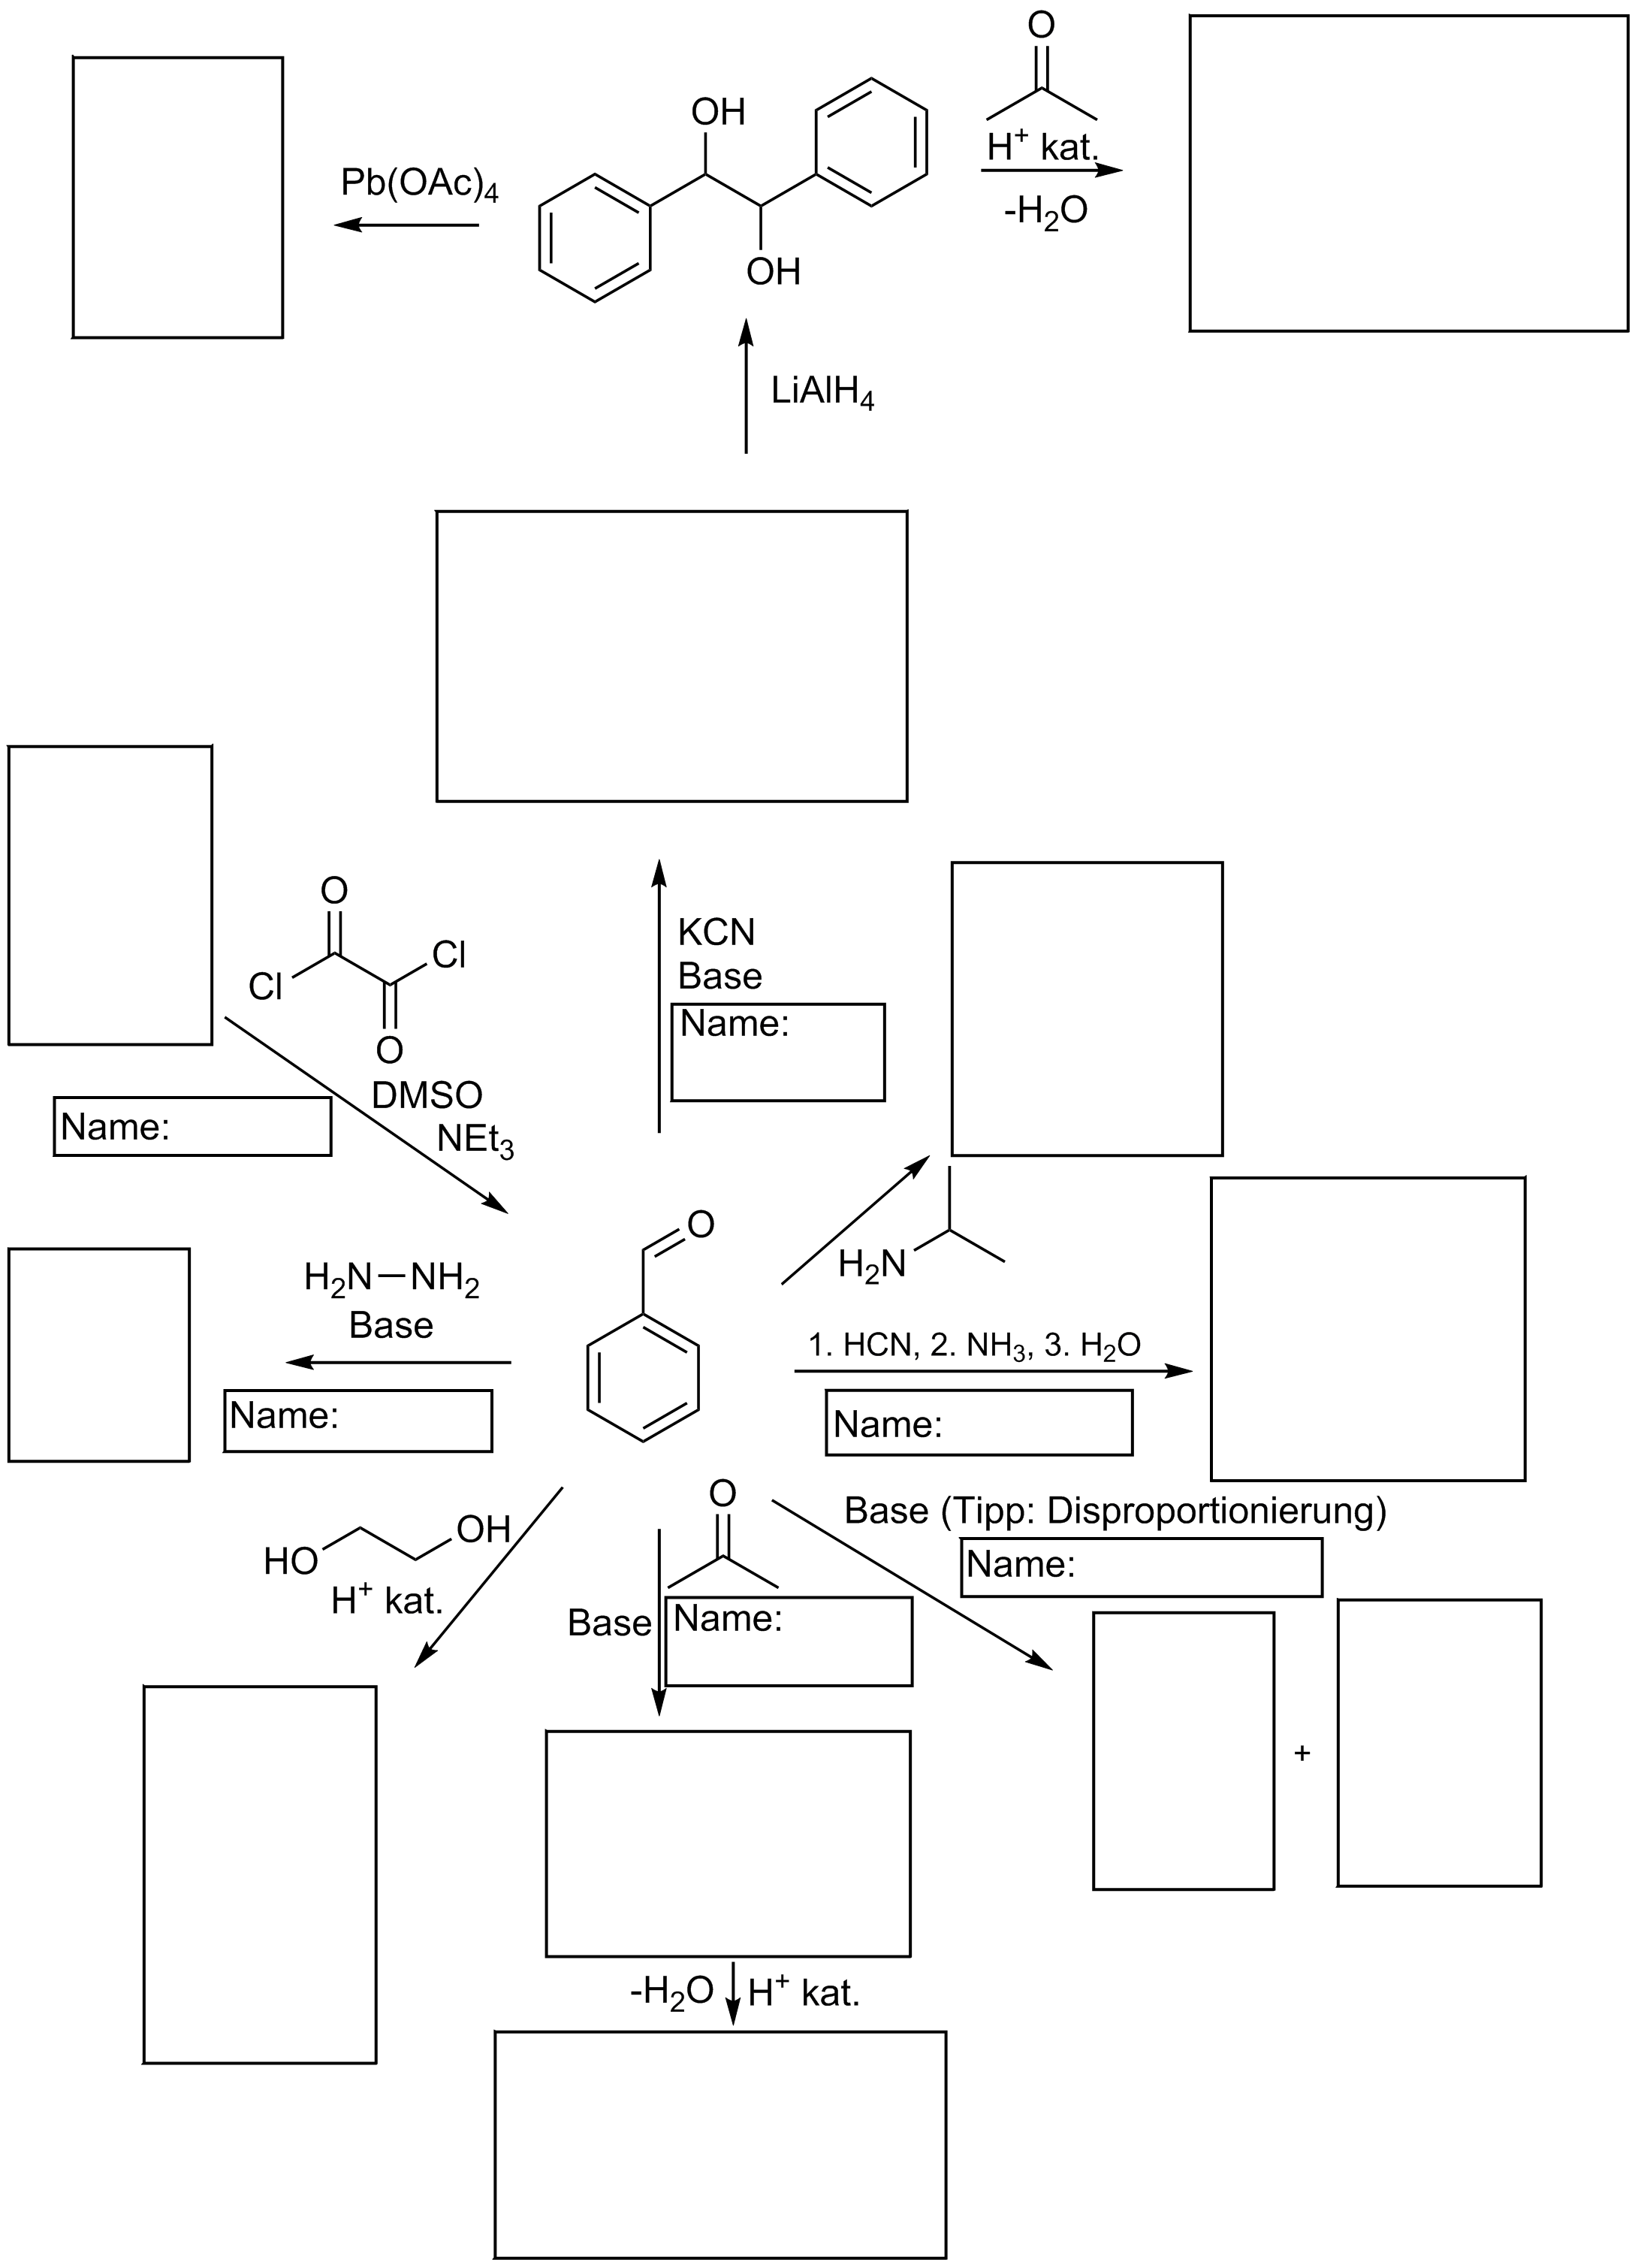 O
OH
H+ kat.
Pb(OAc)4
-H2O
OH
LiAlH4
O
Cl
Cl
KCN
Base
Name:
O
DMSO
Name:
NEt3
O
H2N
H2N—NH2
Base
1. HCN, 2. NH3, 3. H2O
Name:
Name:
O
Base (Tipp: Disproportionierung)
OH
HO
Name:
H+ kat.
Base
Name:
+
-H2O
H+ kat.